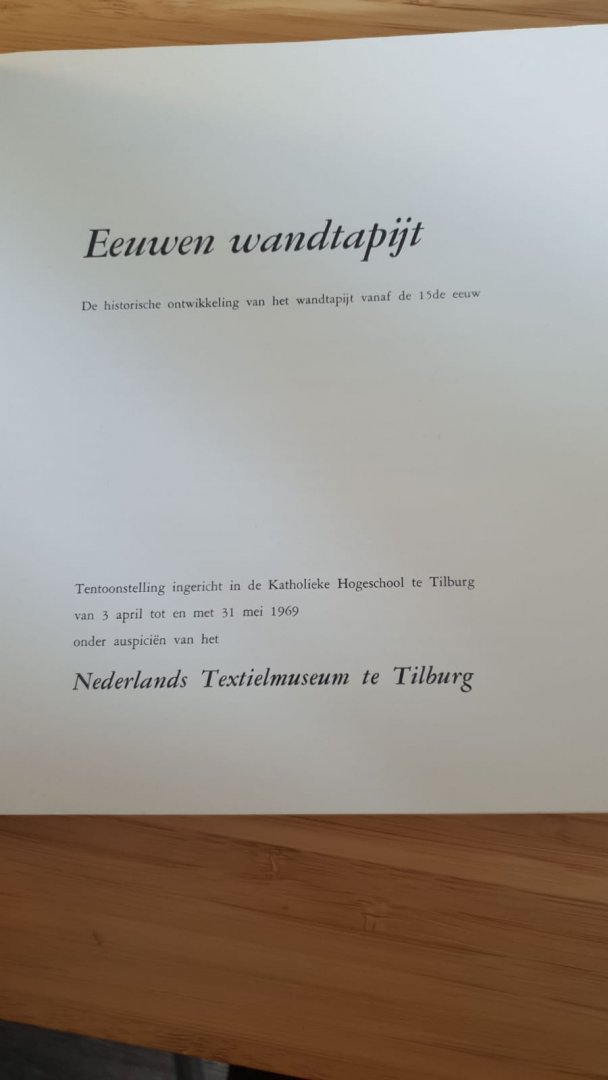 Eeuwen wandtapijt
De historische ontwikkeling van het wandtapijt vanaf de 15de eeuw
Tentoonstelling ingericht in de Katholieke Hogeschool te Tilburg
van 3 april tot en met 31 mei 1969
onder auspiciën van het
Nederlands Textielmuseum te Tilburg